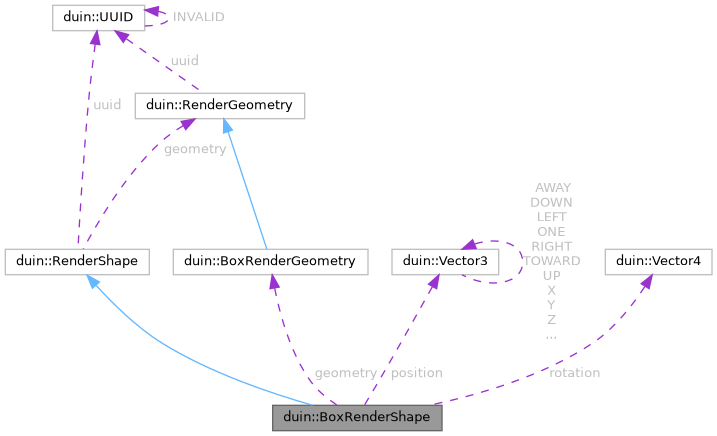 duin::UUID
INVALID
uuid
duin::RenderGeometry
uuid
geometry
AWAY
DOWN
LEFT
ONE
RIGHT
TOWARD
UP
X
Y
Z
...
duin::RenderShape
duin::BoxRenderGeometry
duin::Vector3
duin::Vector4
geometry
position
rotation
duin::BoxRenderShape